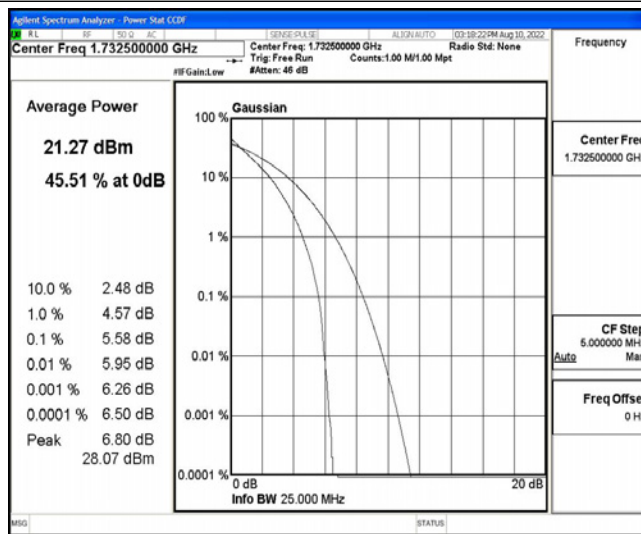 Agilent Spectrum Analyzer - Power Stat CCDF
RL RF 50 Ω AC SENSE:PULSE ALIGN AUTO 03:18:22 PM Aug 10, 2022
Center Freq 1.732500000 GHz
Center Freq: 1.732500000 GHz
Radio Std: None
Trig: Free Run
Counts:1.00 M/1.00 Mpt
#IFGain:Low
#Atten: 46 dB
Frequency
Average Power
21.27 dBm
45.51 % at 0dB
10.0 % 2.48 dB
1.0 % 4.57 dB
0.1 % 5.58 dB
0.01 % 5.95 dB
0.001 % 6.26 dB
0.0001 % 6.50 dB
Peak 6.80 dB
28.07 dBm
Gaussian
100 %
10 %
1 %
0.1 %
0.01 %
0.001 %
0.0001 %
0 dB
20 dB
Info BW 25.000 MHz
Center Fre
1.732500000 GH
CF Ste
5.000000 MH
Auto Ma
Freq Offse
0 H
MSG
STATUS